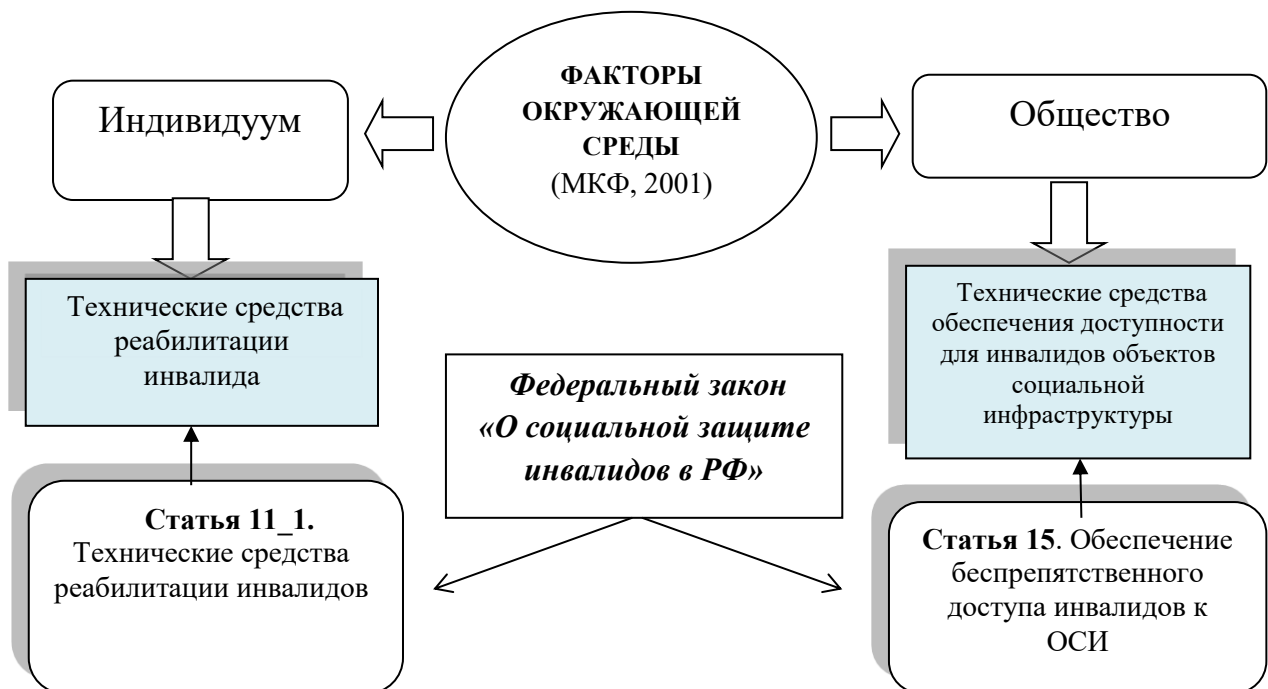 ФАКТОРЫ
ОКРУЖАЮЩЕЙ
СРЕДЫ
(МКФ, 2001)
Индивидуум
Общество
Технические средства
реабилитации
инвалида
Технические средства
обеспечения доступности
для инвалидов объектов
социальной
инфраструктуры
Федеральный закон
«О социальной защите
инвалидов в РФ»
Статья 11_1.
Технические средства
реабилитации инвалидов
Статья 15. Обеспечение
беспрепятственного
доступа инвалидов к
ОСИ